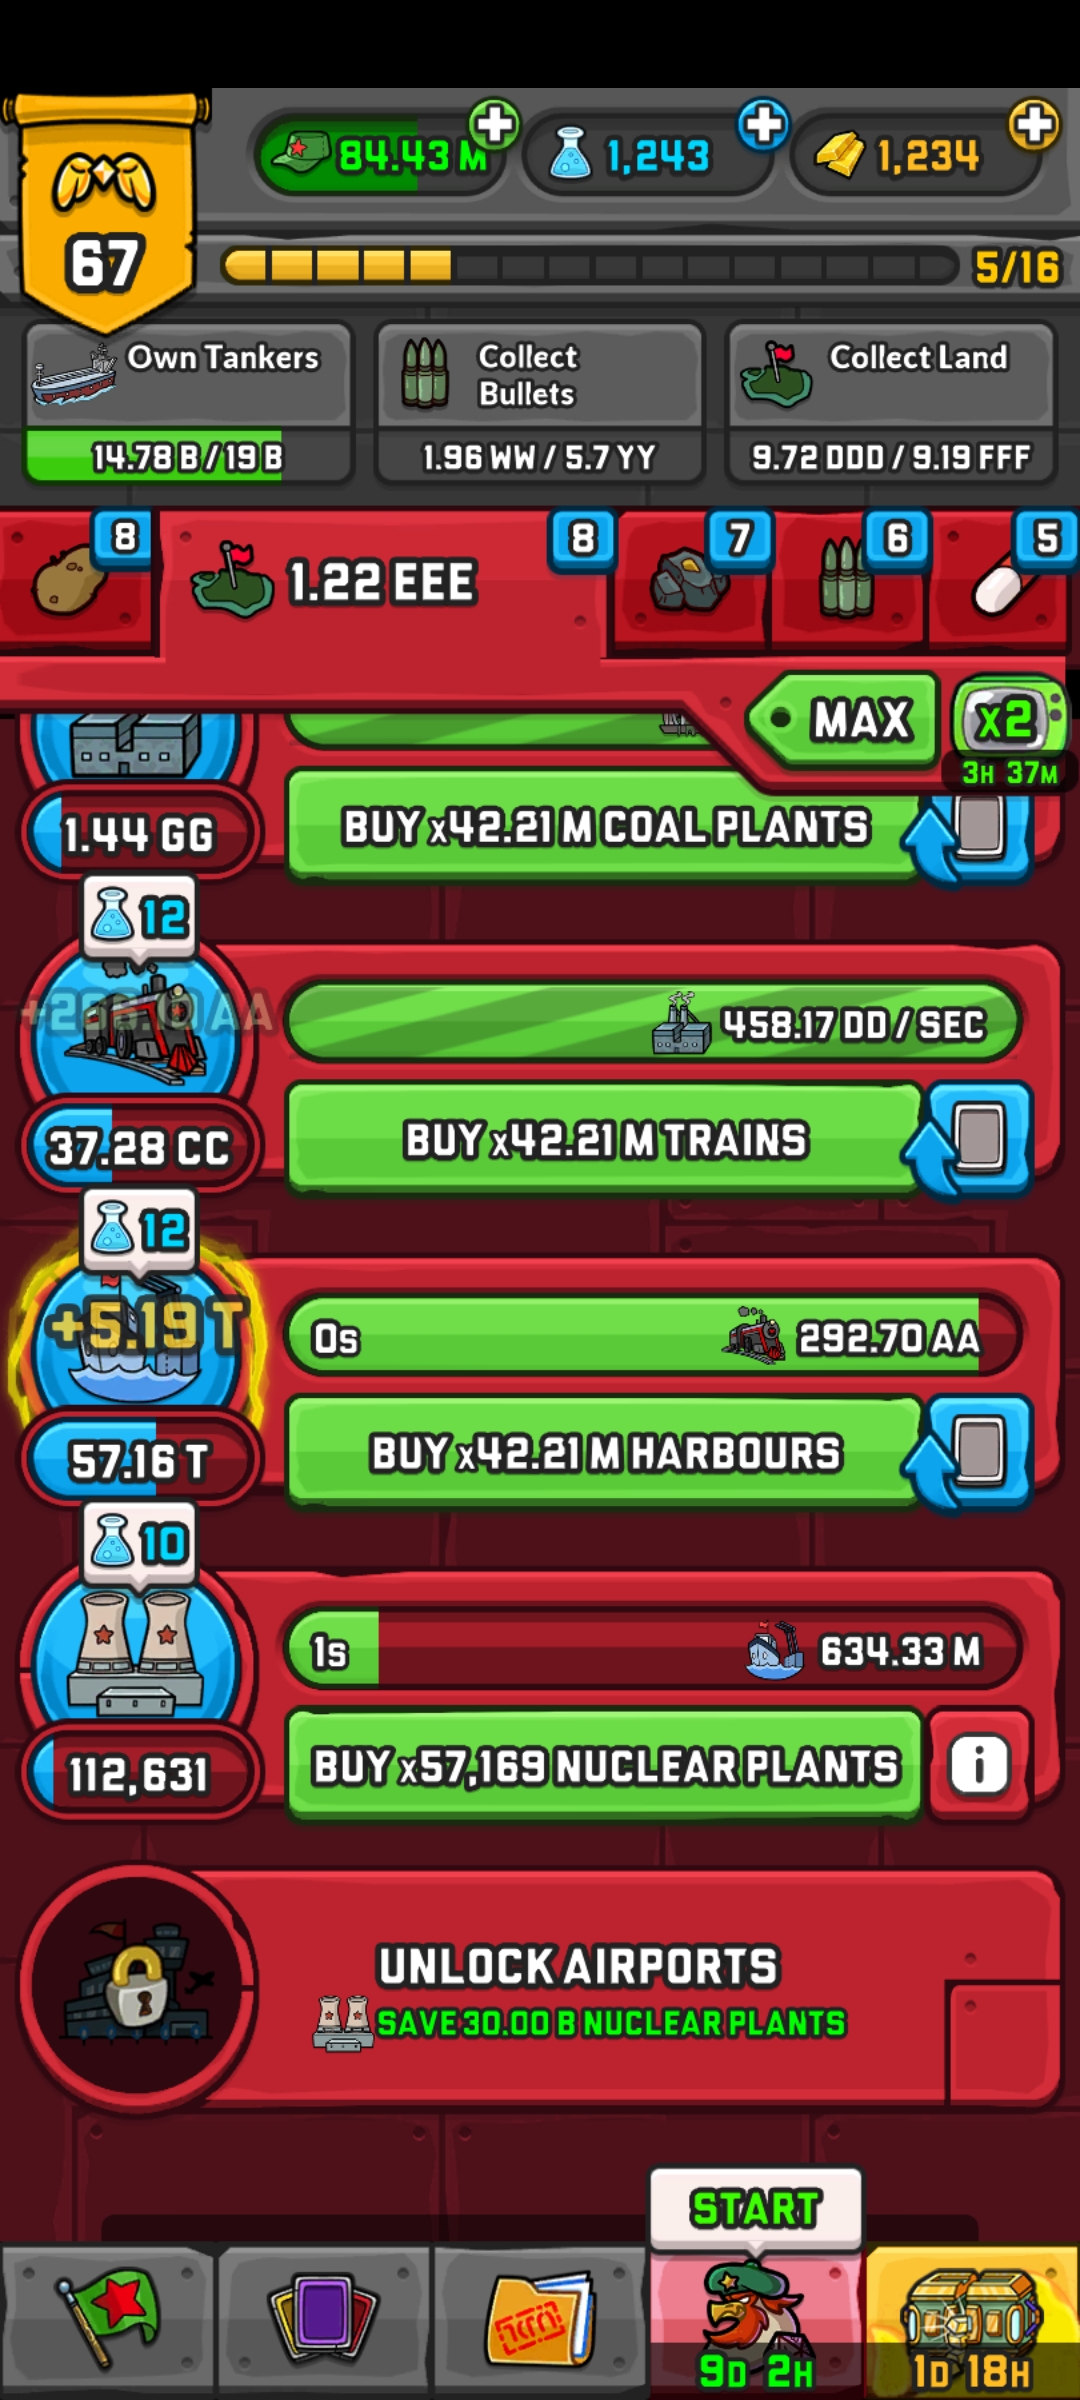 84.43 M
1,243
1,234
67
5/16
Own Tankers
14.78 B / 19 B
Collect
Bullets
1.96 WW / 5.7 YY
Collect Land
9.72 DDD / 9.19 FFF
8
1.22 EEE
8
7
6
5
MAX
x2
3H 37M
1.44 GG
BUY x42.21 M COAL PLANTS
12
458.17 DD / SEC
37.28 CC
BUY x42.21 M TRAINS
12
+5.19 T
0s
292.70 AA
57.16 T
BUY x42.21 M HARBOURS
10
1s
634.33 M
112,631
BUY x57,169 NUCLEAR PLANTS
i
UNLOCK AIRPORTS
SAVE 30.00 B NUCLEAR PLANTS
START
9D 2H
1D 18H